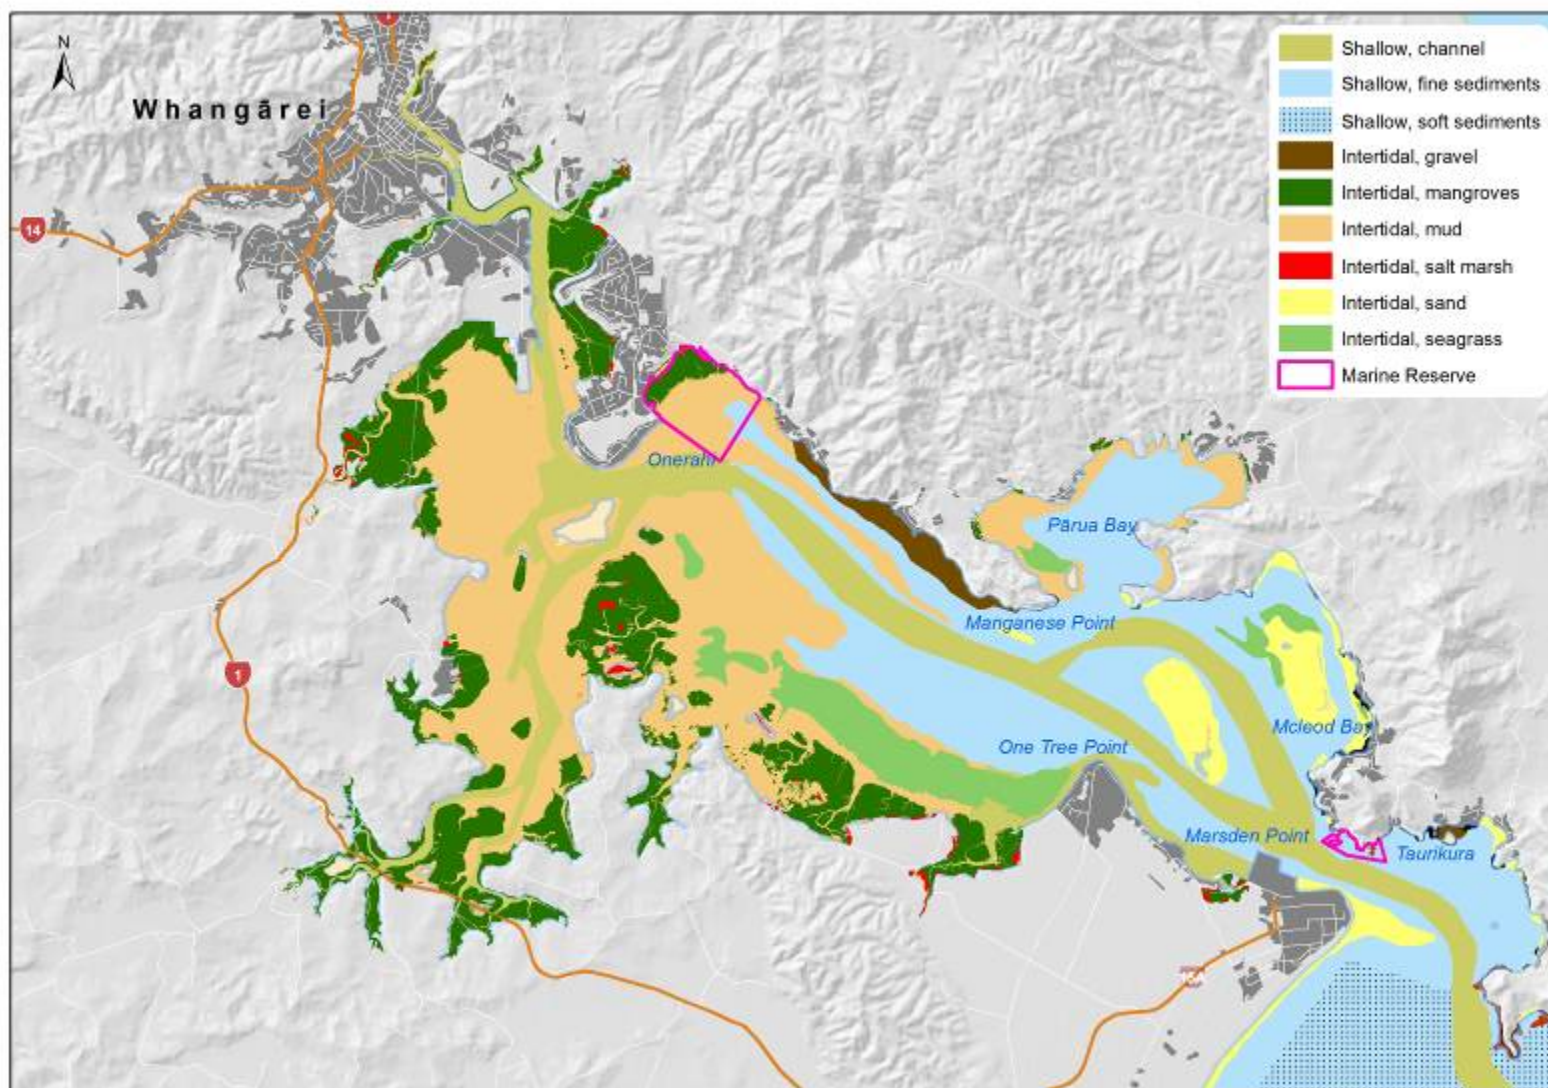 N
Whangārei
14
1
Onerahi
Pārua Bay
Manganese Point
Mcleod Bay
One Tree Point
Marsden Point
Taurikura
Shallow, channel
Shallow, fine sediments
Shallow, soft sediments
Intertidal, gravel
Intertidal, mangroves
Intertidal, mud
Intertidal, salt marsh
Intertidal, sand
Intertidal, seagrass
Marine Reserve